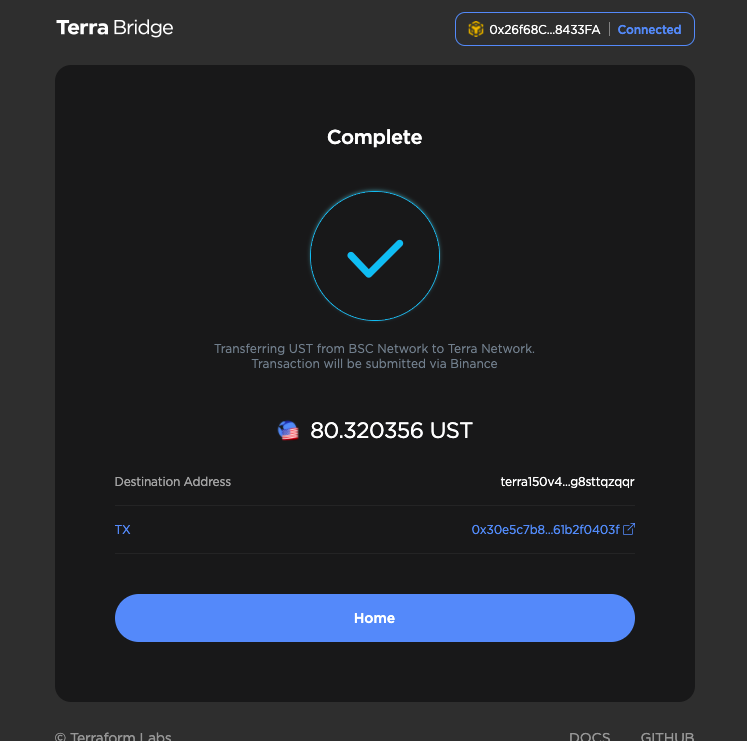 Terra Bridge
0x26f68C...8433FA | Connected
Complete
Transferring UST from BSC Network to Terra Network.
Transaction will be submitted via Binance
80.320356 UST
Destination Address terra150v4...g8sttqzqqr
TX 0x30e5c7b8...61b2f0403f
Home
© Terraform Labs DOCS GITHUB